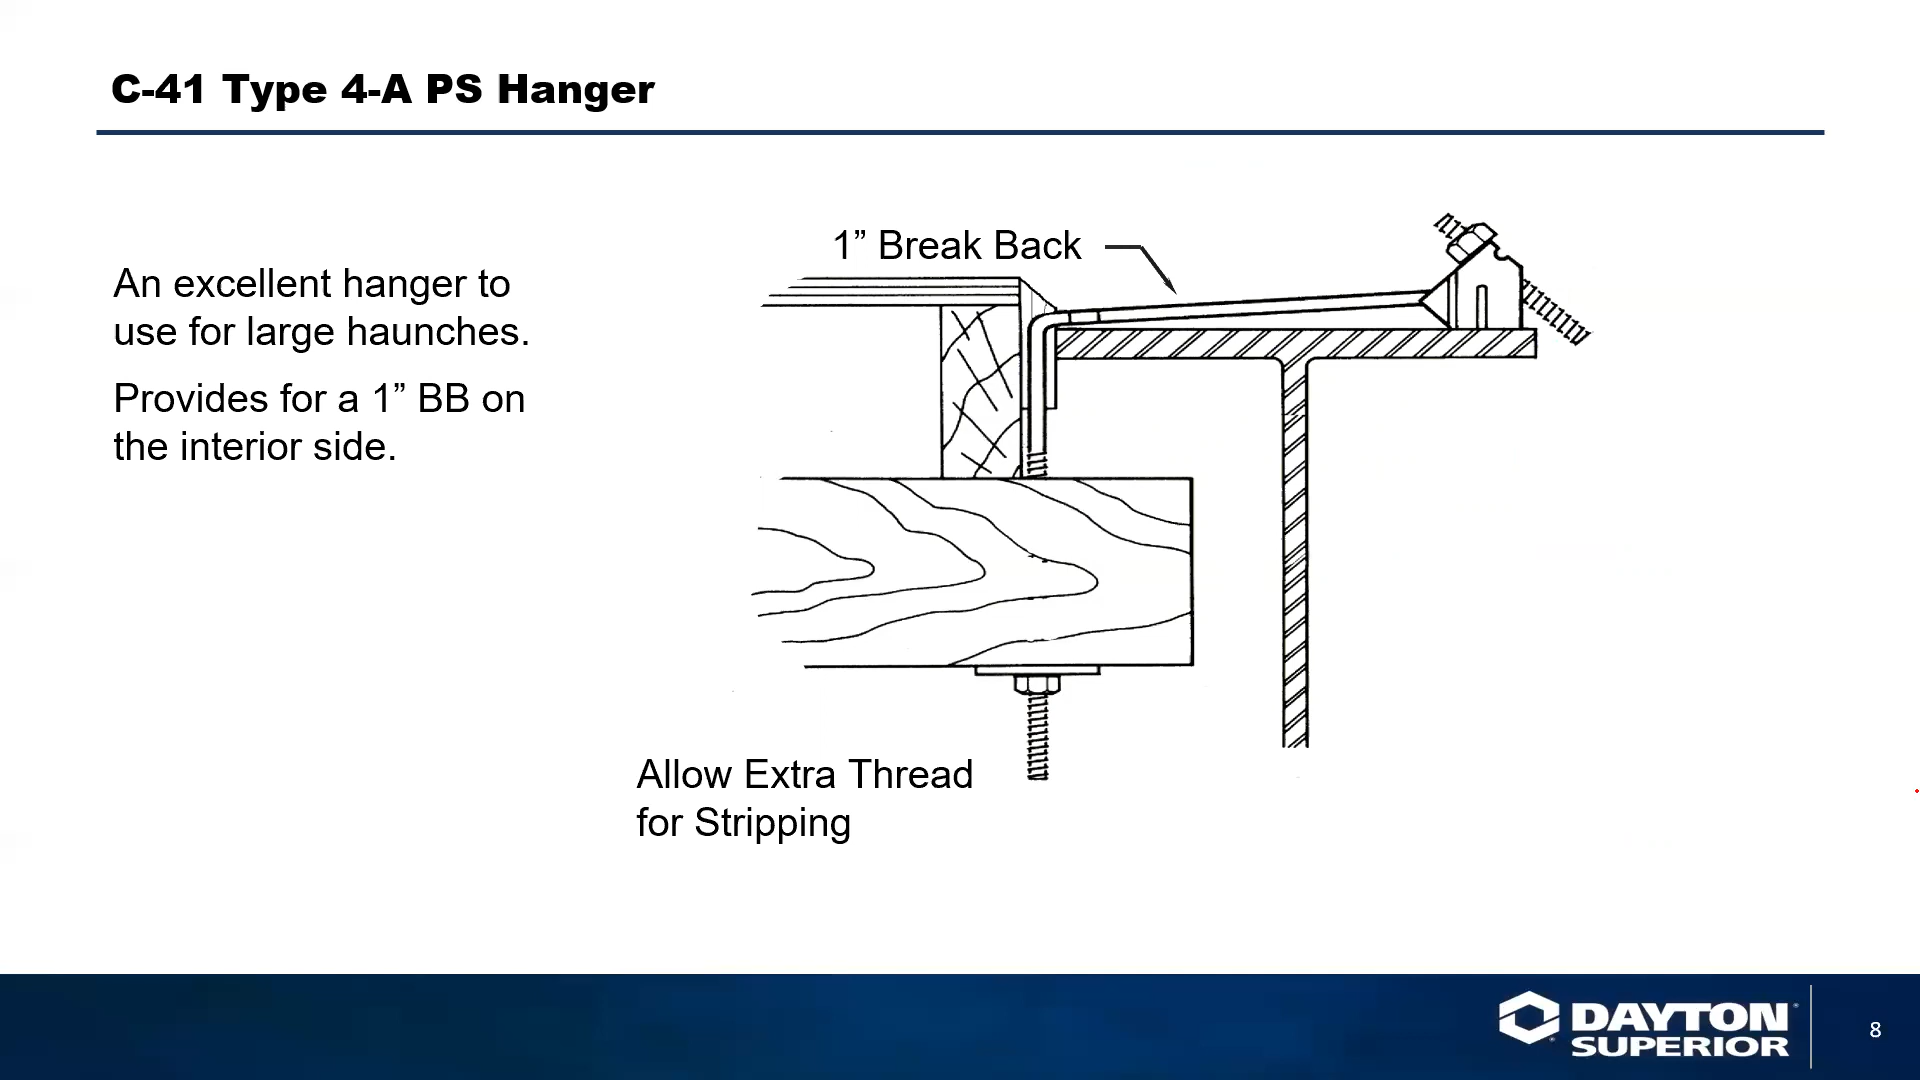 C-41 Type 4-A PS Hanger
An excellent hanger to
use for large haunches.
Provides for a 1” BB on
the interior side.
1” Break Back
Allow Extra Thread
for Stripping
DAYTON
SUPERIOR
8